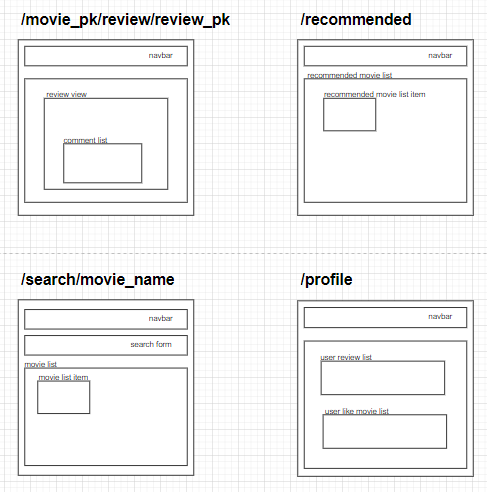 /movie_pk/review/review_pk
navbar
review view
comment list
/recommended
navbar
recommended movie list
recommended movie list item
/search/movie_name
navbar
search form
movie list
movie list item
/profile
navbar
user review list
user like movie list